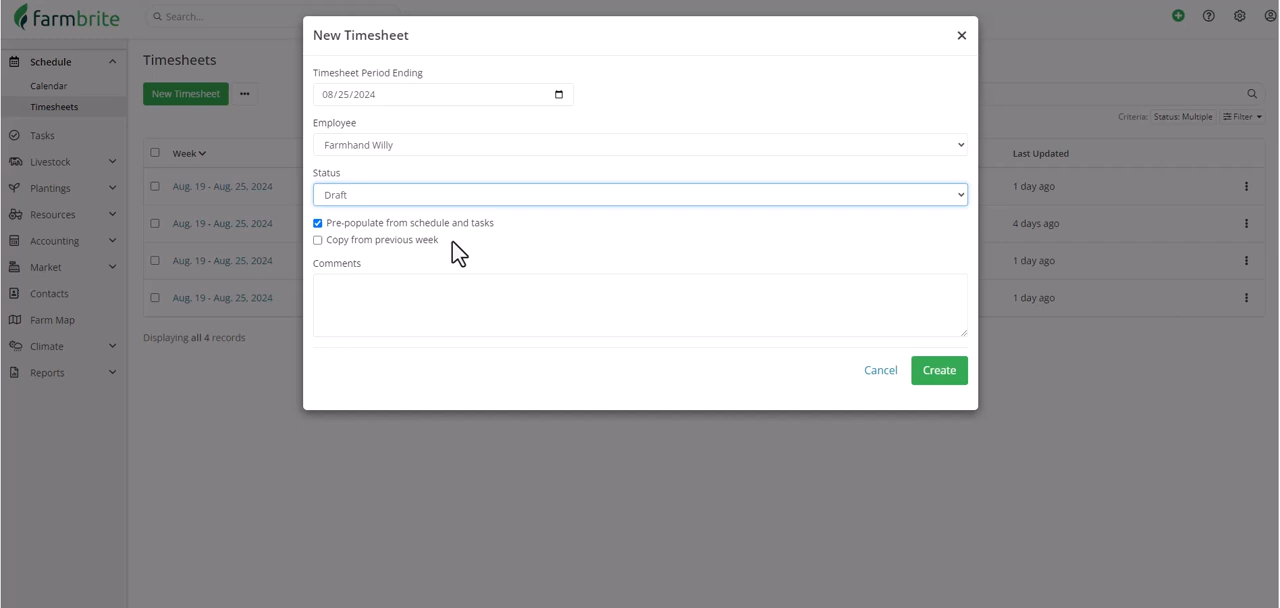 farmbrite
Search...
New Timesheet
Schedule
Calendar
Timesheets
Tasks
Livestock
Plantings
Resources
Accounting
Market
Contacts
Farm Map
Climate
Reports
Timesheets
New Timesheet
Criteria: Status: Multiple Filter
Week
Last Updated
Aug. 19 - Aug. 25, 2024
1 day ago
Aug. 19 - Aug. 25, 2024
4 days ago
Aug. 19 - Aug. 25, 2024
1 day ago
Aug. 19 - Aug. 25, 2024
1 day ago
Displaying all 4 records
Timesheet Period Ending
08/25/2024
Employee
Farmhand Willy
Status
Draft
Pre-populate from schedule and tasks
Copy from previous week
Comments
Cancel
Create